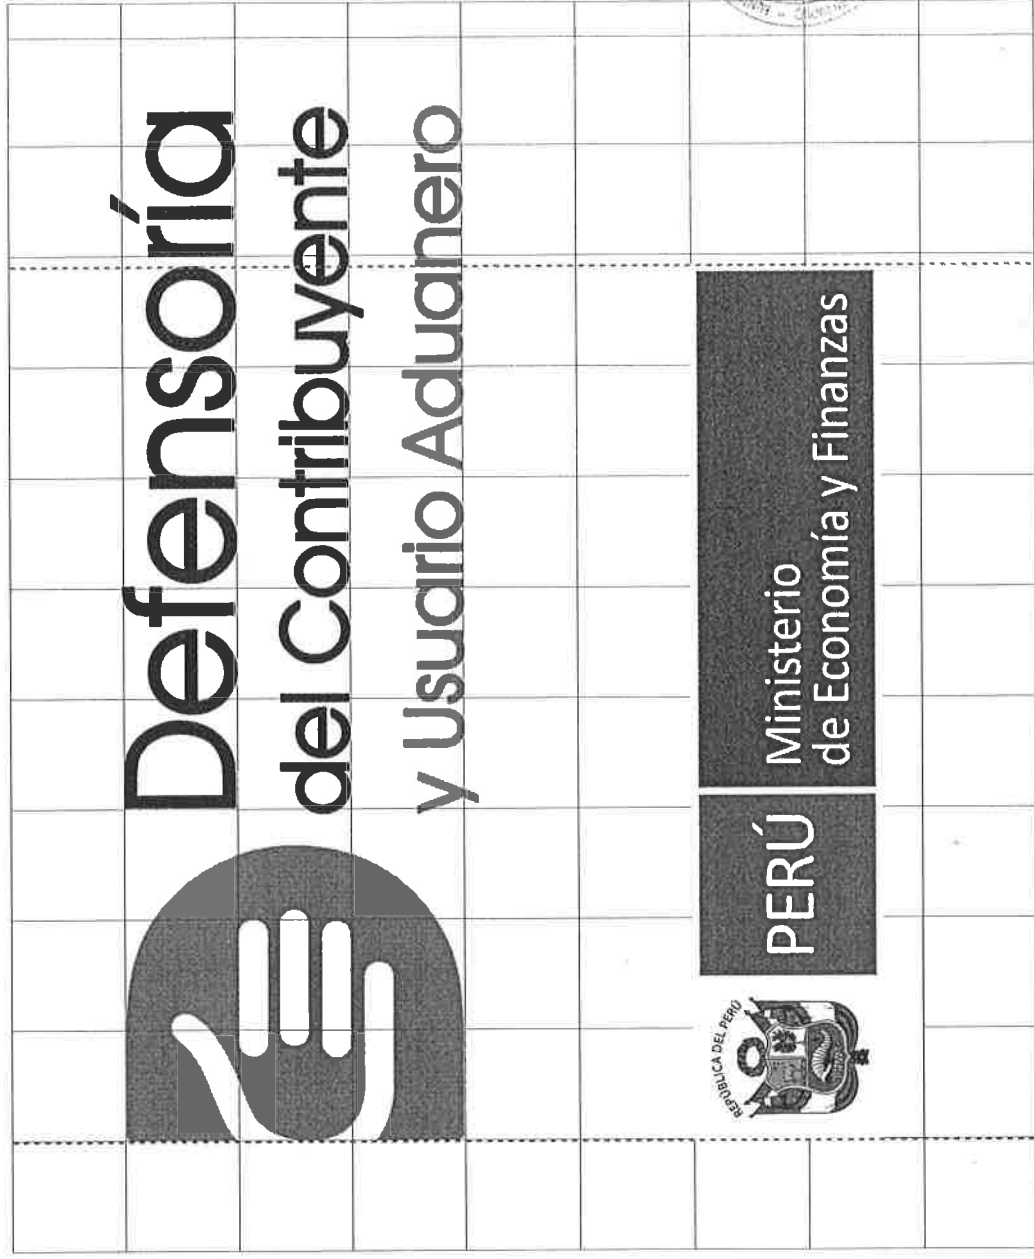 Defensoría
del Contribuyente
y Usuario Aduanero
REPÚBLICA DEL PERÚ
PERÚ
Ministerio
de Economía y Finanzas